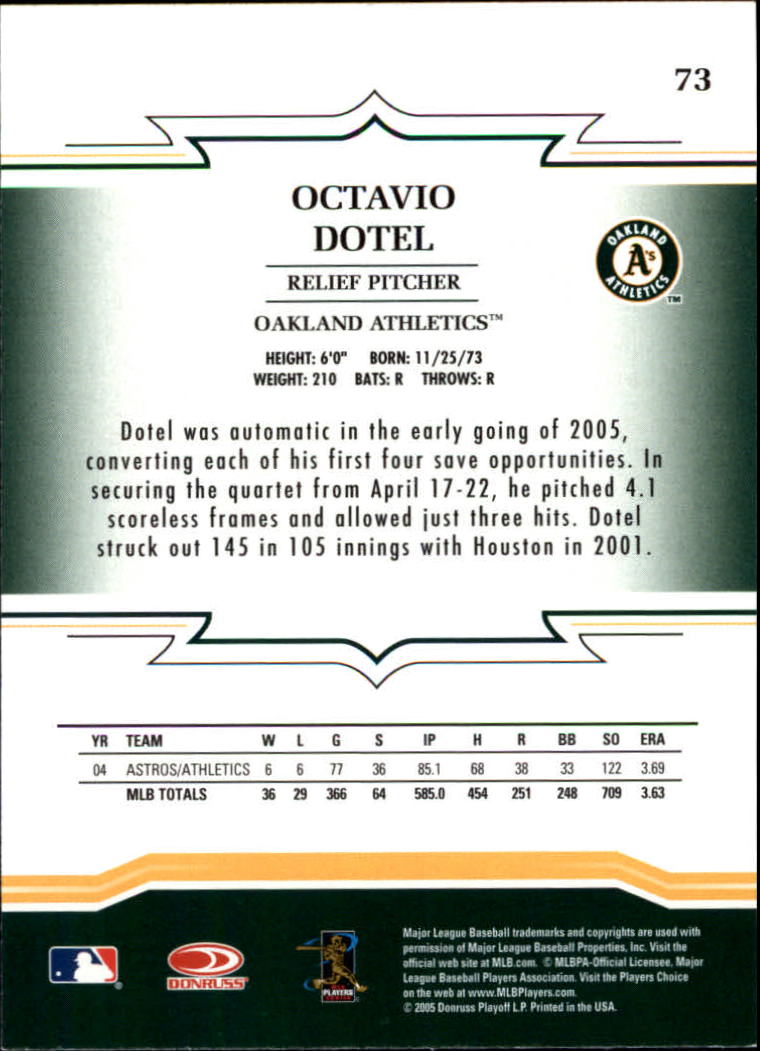 73
OCTAVIO
DOTEL
RELIEF PITCHER
OAKLAND ATHLETICS™
OAKLAND
A's
ATHLETICS
TM
HEIGHT: 6'0" BORN: 11/25/73
WEIGHT: 210 BATS: R THROWS: R
Dotel was automatic in the early going of 2005,
converting each of his first four save opportunities. In
securing the quartet from April 17-22, he pitched 4.1
scoreless frames and allowed just three hits. Dotel
struck out 145 in 105 innings with Houston in 2001.
YR TEAM W L G S IP H R BB SO ERA
04 ASTROS/ATHLETICS 6 6 77 36 85.1 68 38 33 122 3.69
MLB TOTALS 36 29 366 64 585.0 454 251 248 709 3.63
DONRUSS
PLAYERS
Major League Baseball trademarks and copyrights are used with
permission of Major League Baseball Properties, Inc. Visit the
official web site at MLB.com. © MLBPA-Official Licensee. Major
League Baseball Players Association. Visit the Players Choice
on the web at www.MLBPlayers.com.
© 2005 Donruss Playoff L.P. Printed in the USA.